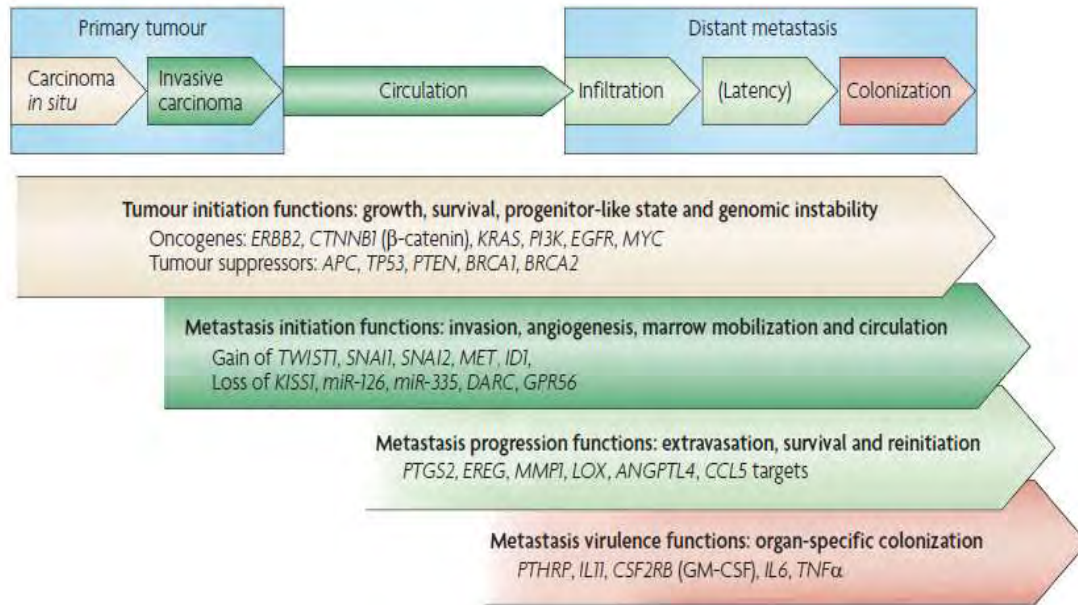 Primary tumour
Distant metastasis
Carcinoma
in situ
Invasive
carcinoma
Circulation
Infiltration
(Latency)
Colonization
Tumour initiation functions: growth, survival, progenitor-like state and genomic instability
Oncogenes: ERBB2, CTNNB1 (β-catenin), KRAS, PI3K, EGFR, MYC
Tumour suppressors: APC, TP53, PTEN, BRCA1, BRCA2
Metastasis initiation functions: invasion, angiogenesis, marrow mobilization and circulation
Gain of TWIST1, SNAI1, SNAI2, MET, ID1,
Loss of KISS1, miR-126, miR-335, DARC, GPR56
Metastasis progression functions: extravasation, survival and reinitiation
PTGS2, EREG, MMP1, LOX, ANGPTL4, CCL5 targets
Metastasis virulence functions: organ-specific colonization
PTHRP, IL11, CSF2RB (GM-CSF), IL6, TNFα